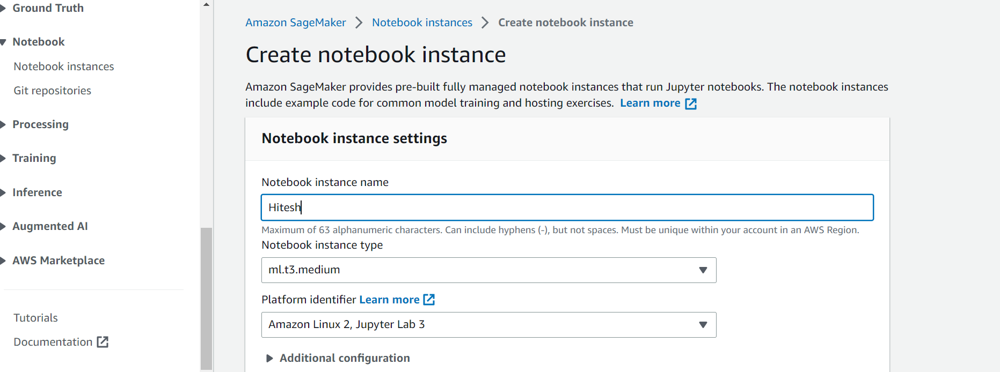 Ground Truth
Notebook
Notebook instances
Git repositories
Processing
Training
Inference
Augmented AI
AWS Marketplace
Tutorials
Documentation
Amazon SageMaker > Notebook instances > Create notebook instance
Create notebook instance
Amazon SageMaker provides pre-built fully managed notebook instances that run Jupyter notebooks. The notebook instances
include example code for common model training and hosting exercises. Learn more
Notebook instance settings
Notebook instance name
Hitesh
Maximum of 63 alphanumeric characters. Can include hyphens (-), but not spaces. Must be unique within your account in an AWS Region.
Notebook instance type
ml.t3.medium
Platform identifier Learn more
Amazon Linux 2, Jupyter Lab 3
Additional configuration